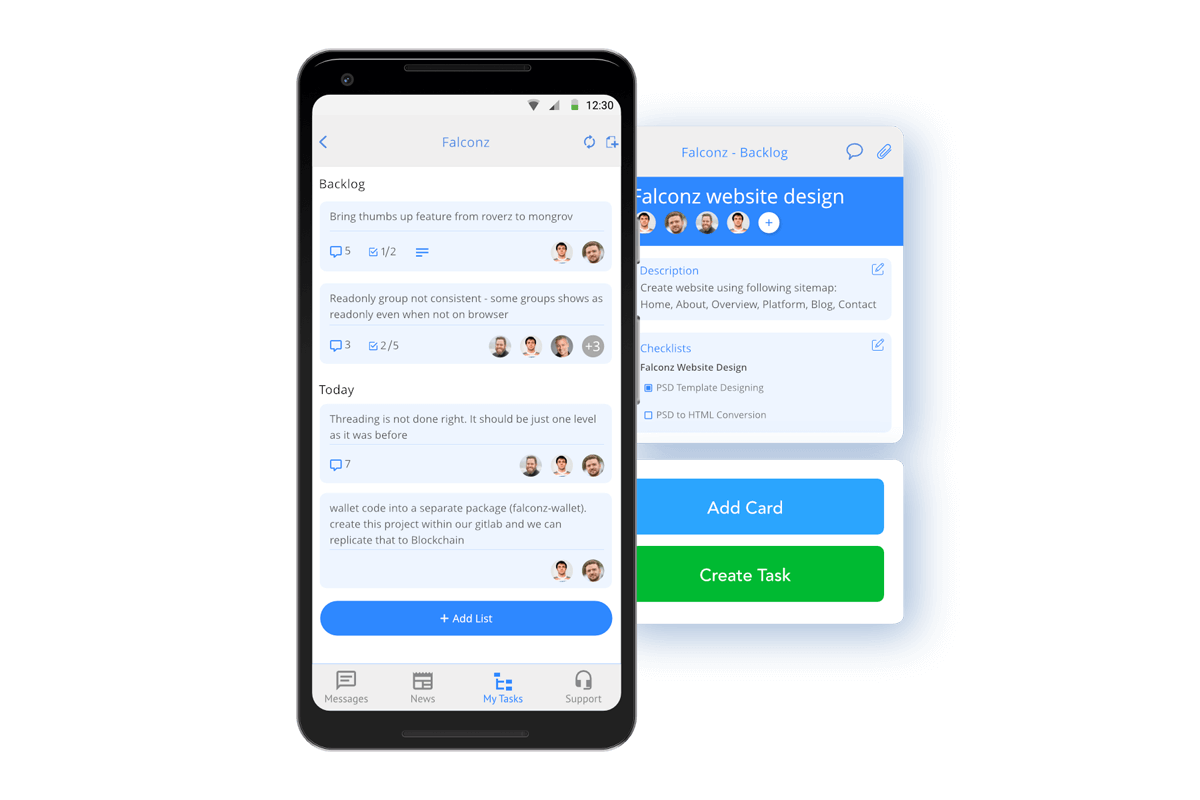 12:30
Falconz
Backlog
Bring thumbs up feature from roverz to mongrov
5
1/2
Readonly group not consistent - some groups shows as
readonly even when not on browser
3
2/5
+3
Today
Threading is not done right. It should be just one level
as it was before
7
wallet code into a separate package (falconz-wallet).
create this project within our gitlab and we can
replicate that to Blockchain
+ Add List
Messages
News
My Tasks
Support
Falconz - Backlog
Falconz website design
+
Description
Create website using following sitemap:
Home, About, Overview, Platform, Blog, Contact
Checklists
Falconz Website Design
PSD Template Designing
PSD to HTML Conversion
Add Card
Create Task